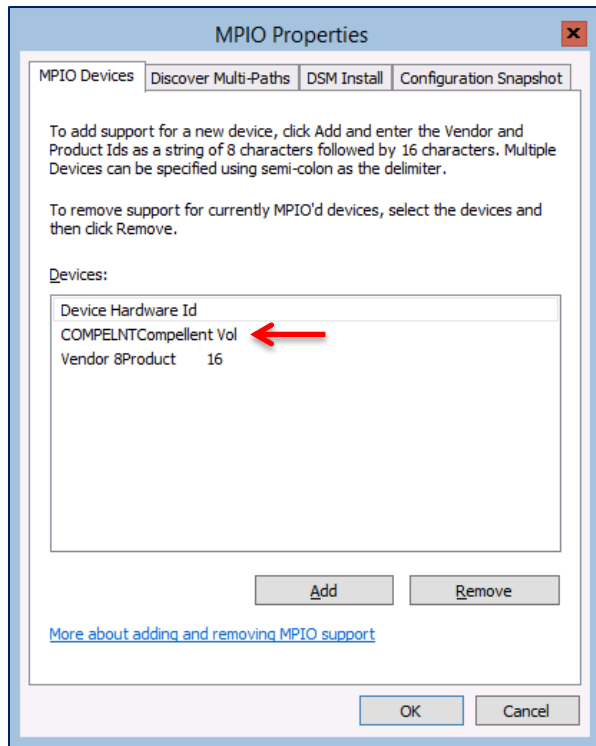 MPIO Properties
x
MPIO Devices Discover Multi-Paths DSM Install Configuration Snapshot
To add support for a new device, click Add and enter the Vendor and
Product Ids as a string of 8 characters followed by 16 characters. Multiple
Devices can be specified using semi-colon as the delimiter.
To remove support for currently MPIO'd devices, select the devices and
then click Remove.
Devices:
Device Hardware Id
COMPELNTCompellent Vol
Vendor 8Product 16
Add Remove
More about adding and removing MPIO support
OK Cancel